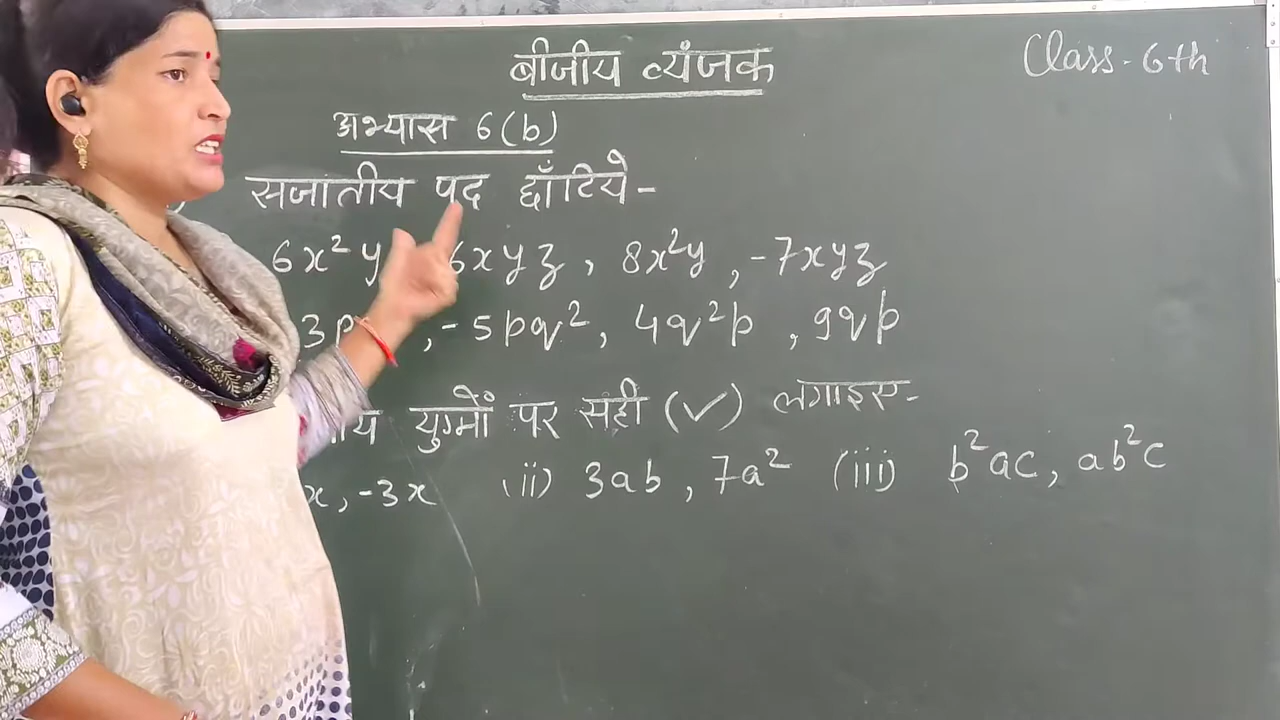 बीजीय व्यंजक
Class - 6th
अभ्यास 6(b)
सजातीय पद छाँटिये -
6x² y 6xyz, 8x²y, -7xyz
3p , -5pq², 4q²p, 9qp
युग्मों पर सही (✓) लगाइए -
x, -3x (ii) 3ab, 7a² (iii) b²ac, ab²c